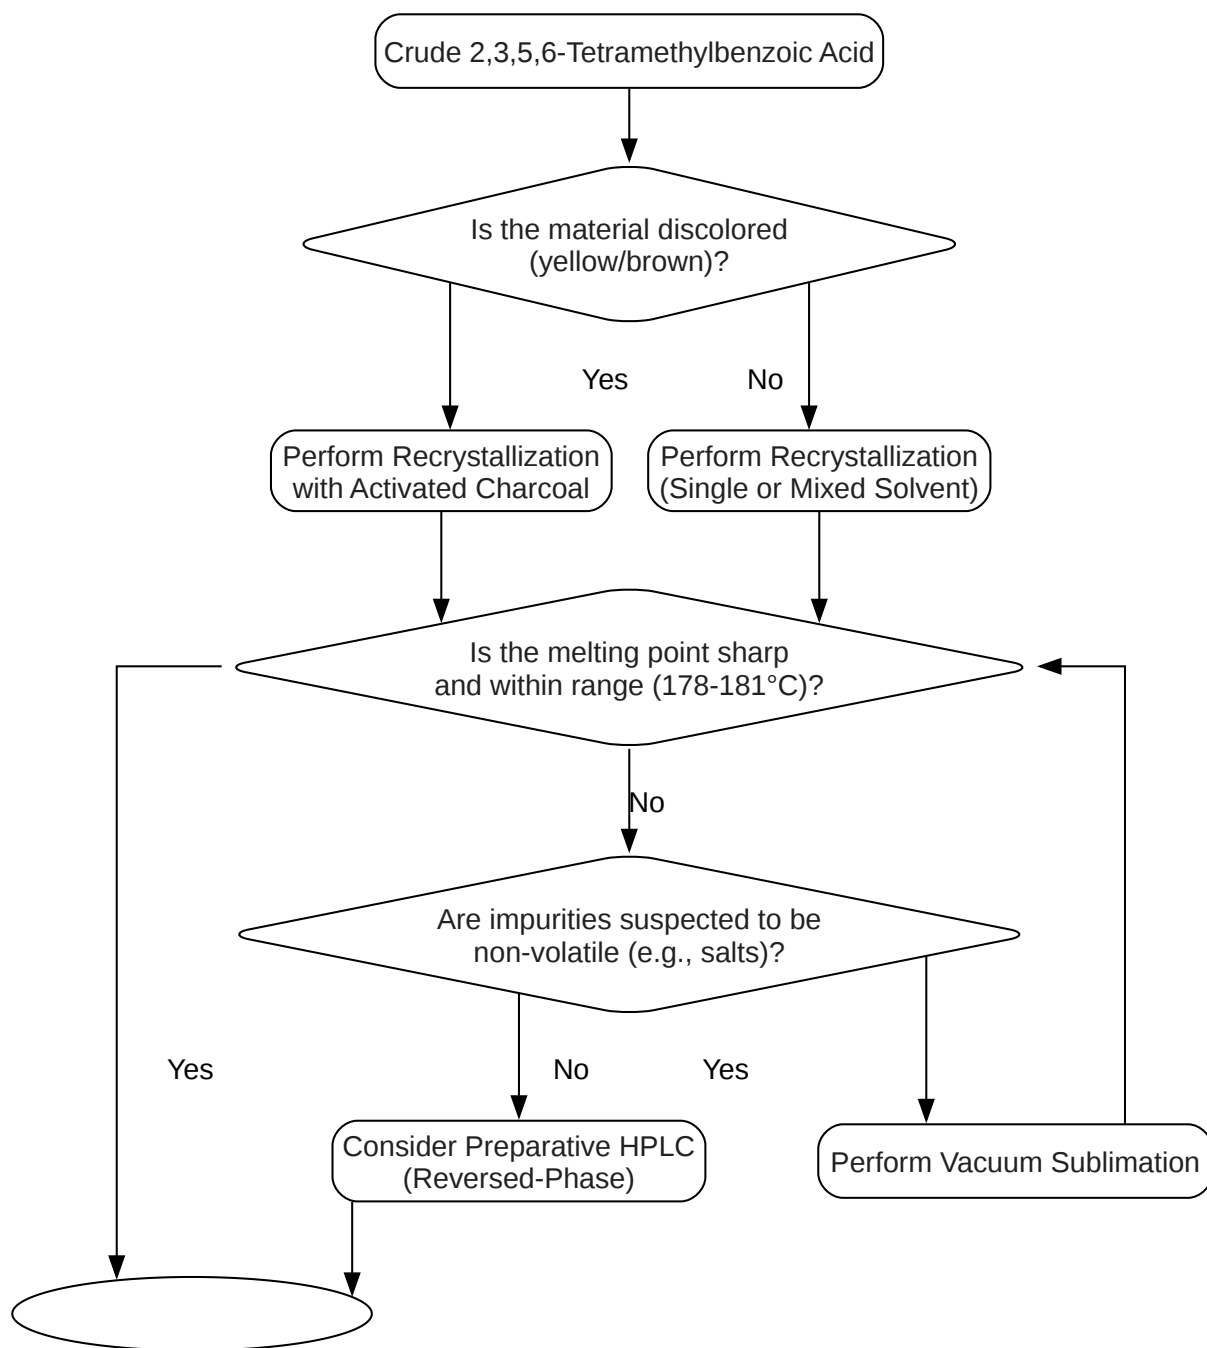 Crude 2,3,5,6-Tetramethylbenzoic Acid
Is the material discolored
(yellow/brown)?
Yes
No
Perform Recrystallization
with Activated Charcoal
Perform Recrystallization
(Single or Mixed Solvent)
Is the melting point sharp
and within range (178-181°C)?
No
Are impurities suspected to be
non-volatile (e.g., salts)?
Yes
No
Yes
Consider Preparative HPLC
(Reversed-Phase)
Perform Vacuum Sublimation